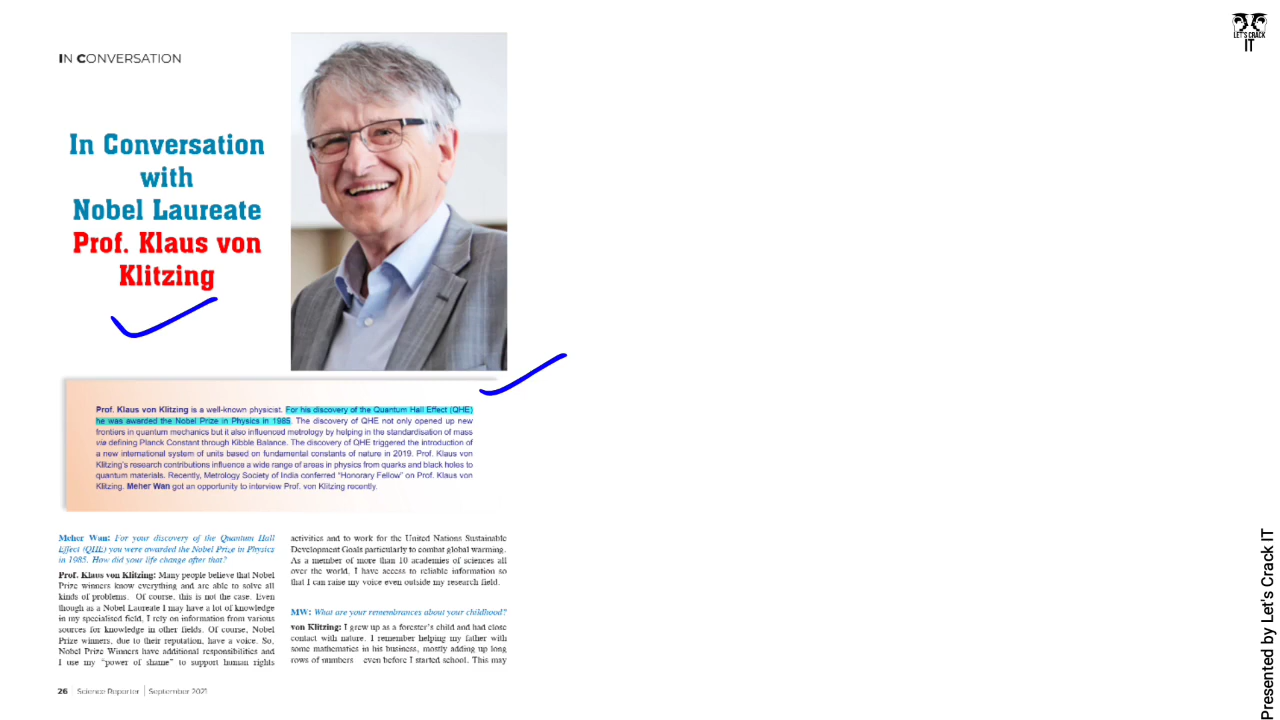 IN CONVERSATION
In Conversation
with
Nobel Laureate
Prof. Klaus von
Klitzing
Prof. Klaus von Klitzing is a well-known physicist. For his discovery of the Quantum Hall Effect (QHE)
he was awarded the Nobel Prize in Physics in 1985. The discovery of QHE not only opened up new
frontiers in quantum mechanics but it also influenced metrology by helping in the standardisation of mass
via defining Planck Constant through Kibble Balance. The discovery of QHE triggered the introduction of
a new international system of units based on fundamental constants of nature in 2019. Prof. Klaus von
Klitzing's research contributions influence a wide range of areas in physics from quarks and black holes to
quantum materials. Recently, Metrology Society of India conferred "Honorary Fellow" on Prof. Klaus von
Klitzing. Meher Wan got an opportunity to interview Prof. von Klitzing recently.
Meher Wan: For your discovery of the Quantum Hall
Effect (QHE) you were awarded the Nobel Prize in Physics
in 1985. How did your life change after that?
Prof. Klaus von Klitzing: Many people believe that Nobel
Prize winners know everything and are able to solve all
kinds of problems. Of course, this is not the case. Even
though as a Nobel Laureate I may have a lot of knowledge
in my specialised field, I rely on information from various
sources for knowledge in other fields. Of course, Nobel
Prize winners, due to their reputation, have a voice. So,
Nobel Prize Winners have additional responsibilities and
I use my "power of shame" to support human rights
activities and to work for the United Nations Sustainable
Development Goals particularly to combat global warming.
As a member of more than 10 academies of sciences all
over the world, I have access to reliable information so
that I can raise my voice even outside my research field.
MW: What are your remembrances about your childhood?
von Klitzing: I grew up as a forester's child and had close
contact with nature. I remember helping my father with
some mathematics in his business, mostly adding up long
rows of numbers even before I started school. This may
26 | Science Reporter | September 2021
LET'S CRACK
IT
Presented by Let's Crack IT